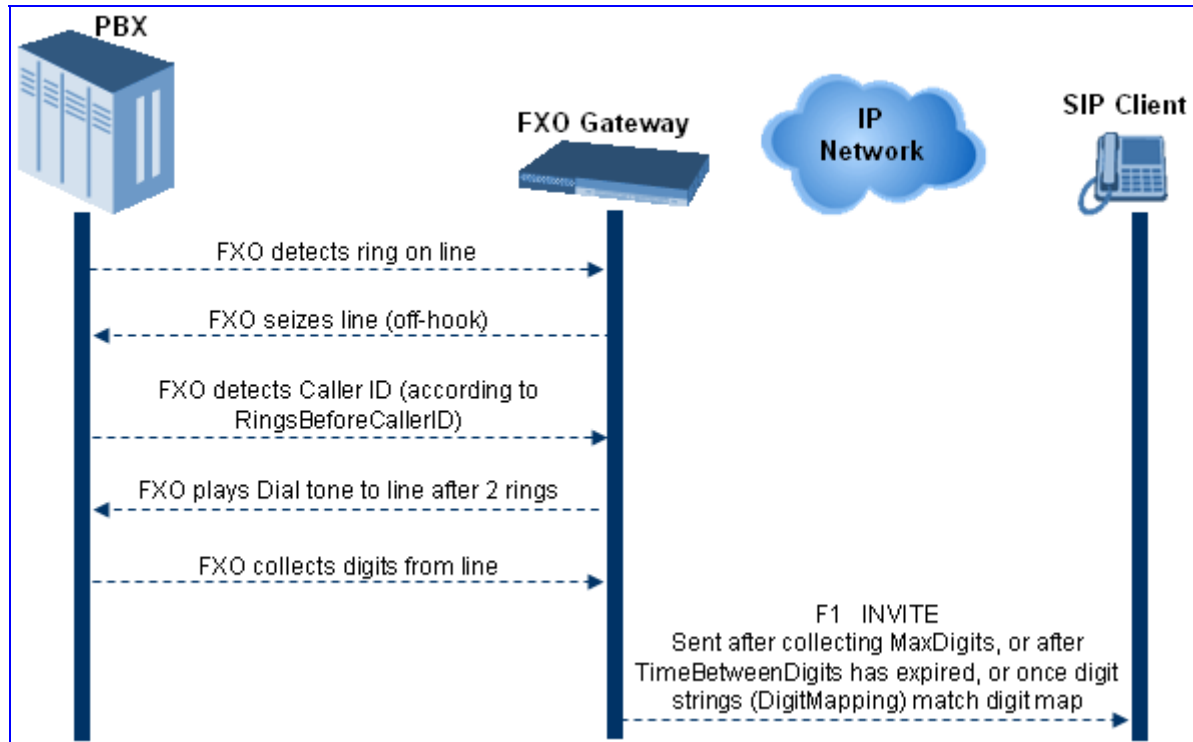 PBX
FXO Gateway
IP
Network
SIP Client
FXO detects ring on line
FXO seizes line (off-hook)
FXO detects Caller ID (according to
RingsBeforeCallerID)
FXO plays Dial tone to line after 2 rings
FXO collects digits from line
F1 INVITE
Sent after collecting MaxDigits, or after
TimeBetweenDigits has expired, or once digit
strings (DigitMapping) match digit map